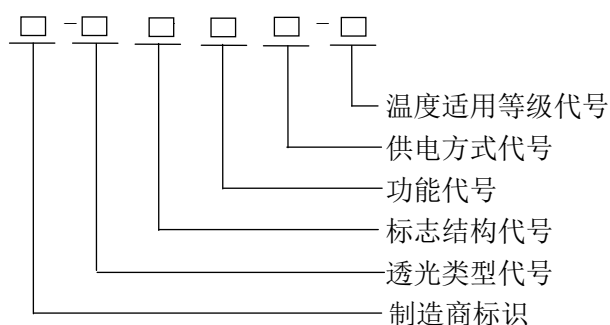 □-□□□□-□
温度适用等级代号
供电方式代号
功能代号
标志结构代号
透光类型代号
制造商标识